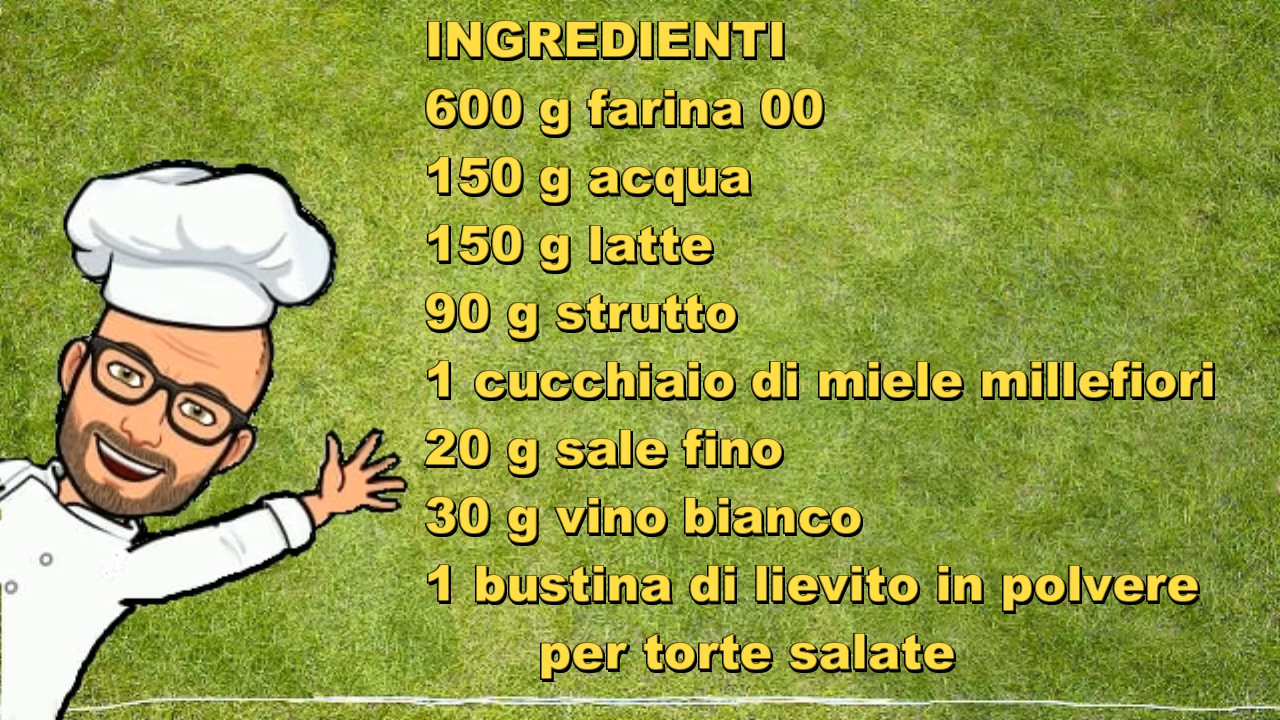 INGREDIENTI
600 g farina 00
150 g acqua
150 g latte
90 g strutto
1 cucchiaio di miele millefiori
20 g sale fino
30 g vino bianco
1 bustina di lievito in polvere
per torte salate